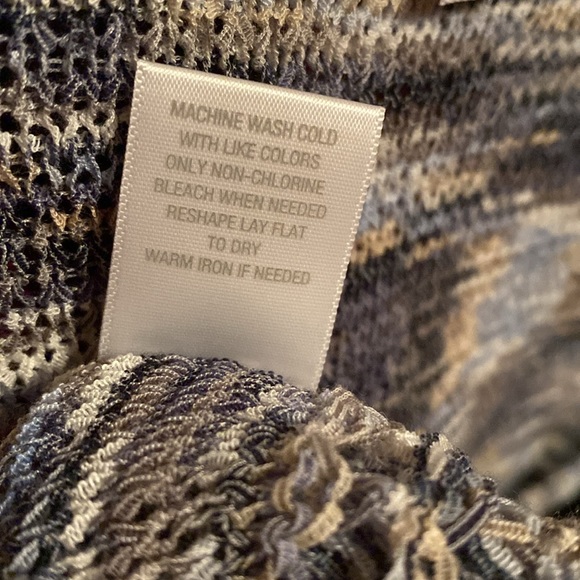 MACHINE WASH COLD
WITH LIKE COLORS
ONLY NON-CHLORINE
BLEACH WHEN NEEDED
RESHAPE LAY FLAT
TO DRY
WARM IRON IF NEEDED